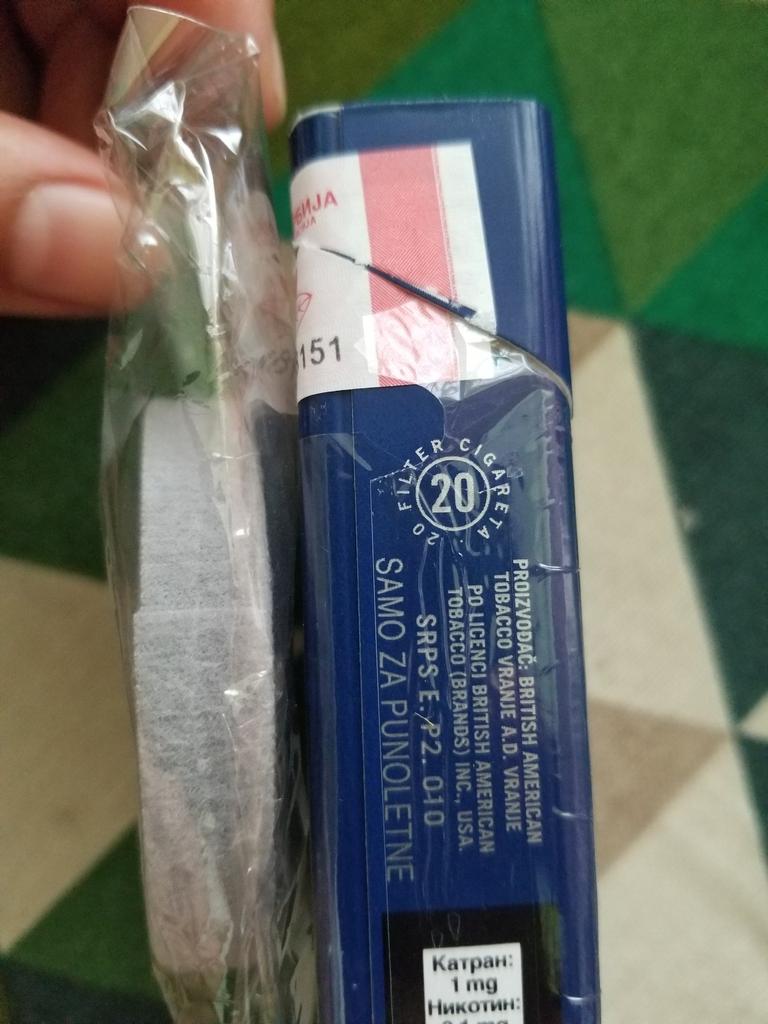 151
20 FILTER CIGARETA
20
PROIZVOĐAČ: BRITISH AMERICAN
TOBACCO VRANJE A.D. VRANJE
PO LICENCI BRITISH AMERICAN
TOBACCO (BRANDS) INC., USA.
SRPS E. P2. 010
SAMO ZA PUNOLETNE
Катран:
1 mg
Никотин: